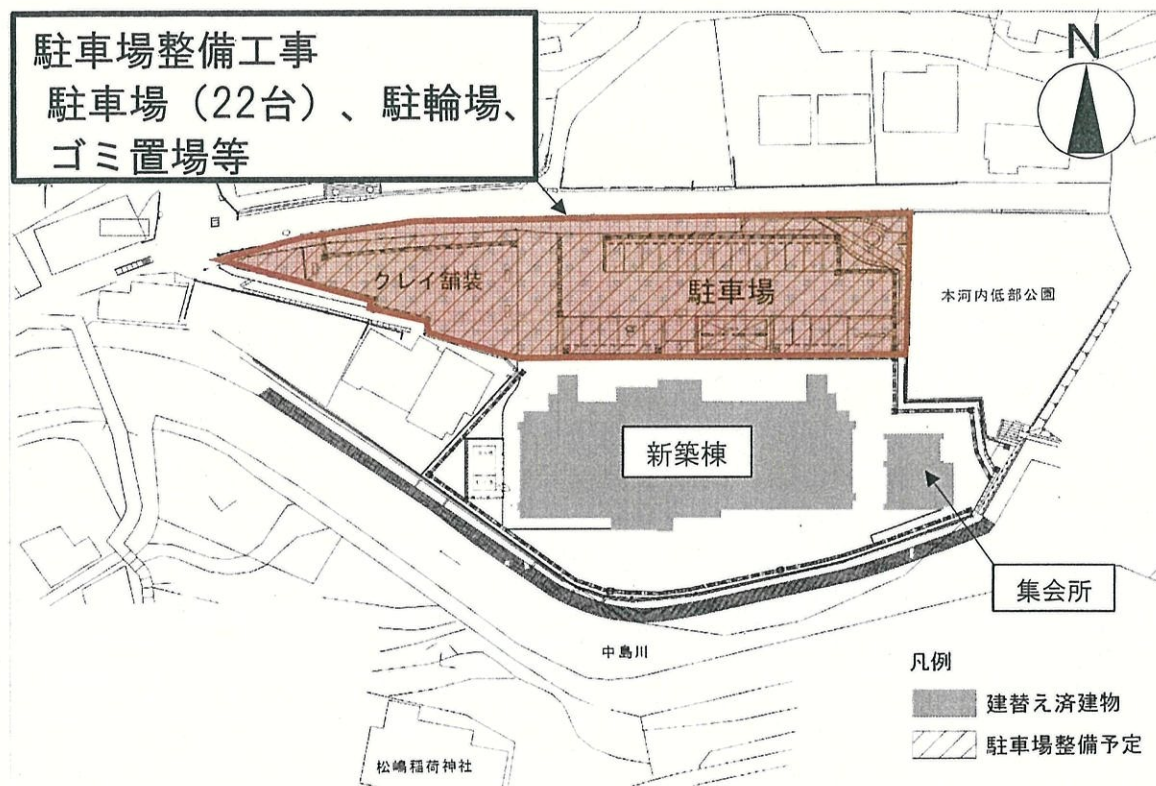 駐車場整備工事
駐車場（22台）、駐輪場、
ゴミ置場等
N
クレイ舗装
駐車場
本河内低部公園
新築棟
集会所
中島川
凡例
建替え済建物
駐車場整備予定
松嶋稲荷神社